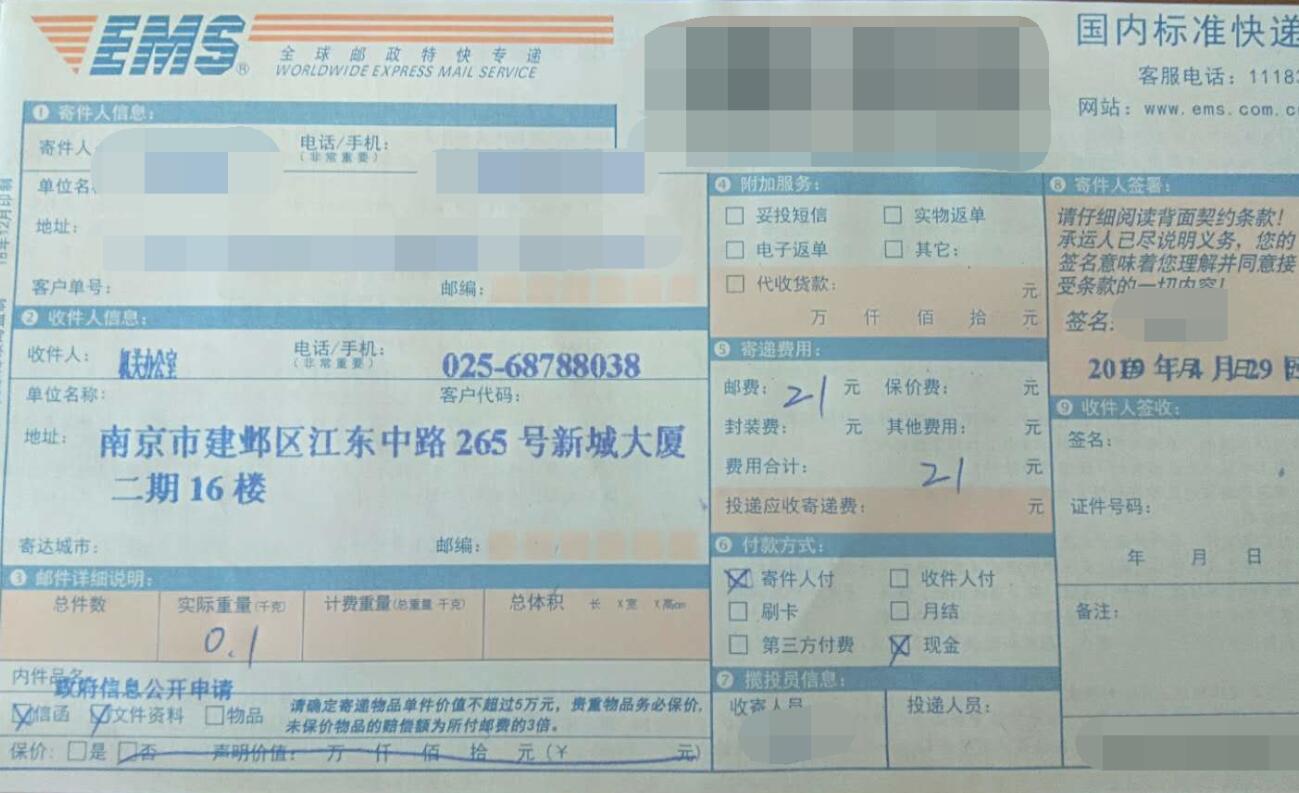 EMS®
全球邮政特快专递
WORLDWIDE EXPRESS MAIL SERVICE
国内标准快递
客服电话：11183
网站：www.ems.com.c
1 寄件人信息：
寄件人
电话/手机：
（非常重要）
单位名
地址：
客户单号：
邮编：
2 收件人信息：
收件人：机关办公室
电话/手机：025-68788038
（非常重要）
单位名称：
客户代码：
地址：南京市建邺区江东中路265号新城大厦
二期16楼
寄达城市：
邮编：
3 邮件详细说明：
总件数 实际重量(千克) 计费重量(总重量 千克) 总体积 长 X宽 X高cm
0.1
内件品名
政府信息公开申请
信函 文件资料 物品
请确定寄递物品单件价值不超过5万元，贵重物品务必保价，
未保价物品的赔偿额为所付邮费的3倍。
保价：是 否 声明价值：万 仟 佰 拾 元（¥ 元）
4 附加服务：
妥投短信 实物返单
电子返单 其它：
代收货款： 元
万 仟 佰 拾 元
5 寄递费用：
邮费：21元 保价费： 元
封装费： 元 其他费用： 元
费用合计：21 元
投递应收寄递费： 元
6 付款方式：
寄件人付 收件人付
刷卡 月结
第三方付费 现金
7 揽投员信息：
收寄人员
投递人员：
8 寄件人签署：
请仔细阅读背面契约条款！
承运人已尽说明义务，您的
签名意味着您理解并同意接
受条款的一切内容！
签名：
2019年4月29
9 收件人签收：
签名：
证件号码：
年 月 日
备注：